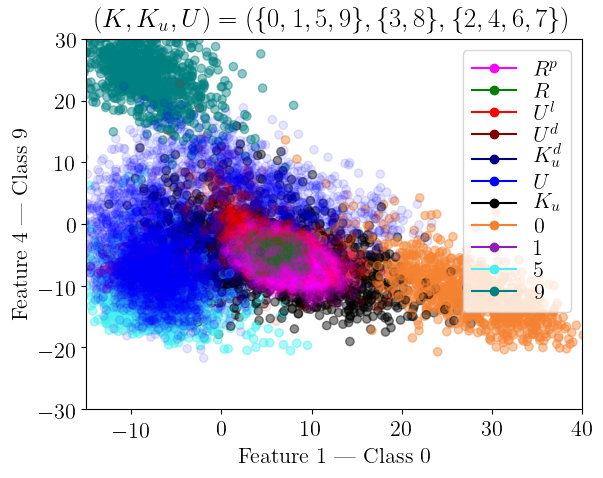 (K, K_u, U) = ({0, 1, 5, 9}, {3, 8}, {2, 4, 6, 7})
Feature 4 — Class 9
30
20
10
0
−10
−20
−30
−10
0
10
20
30
40
Feature 1 — Class 0
R^p
R
U^l
U^d
K_u^d
U
K_u
0
1
5
9